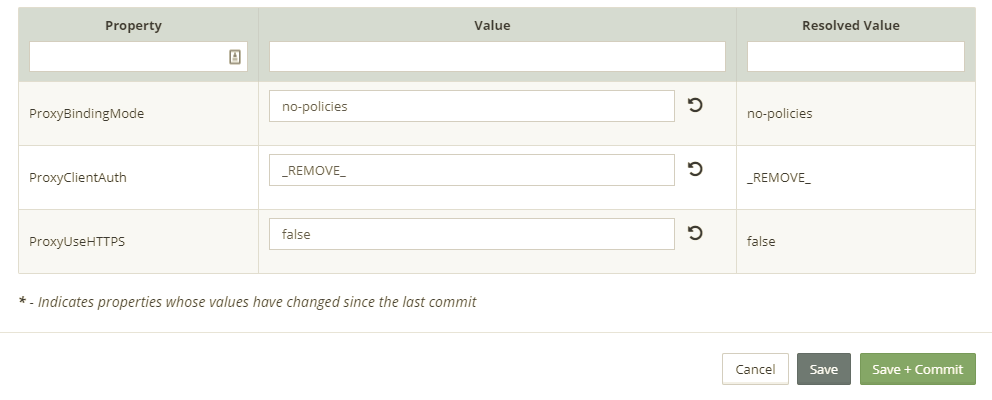 Property Value Resolved Value
ProxyBindingMode no-policies no-policies
ProxyClientAuth _REMOVE_ _REMOVE_
ProxyUseHTTPS false false
* - Indicates properties whose values have changed since the last commit
Cancel Save Save + Commit